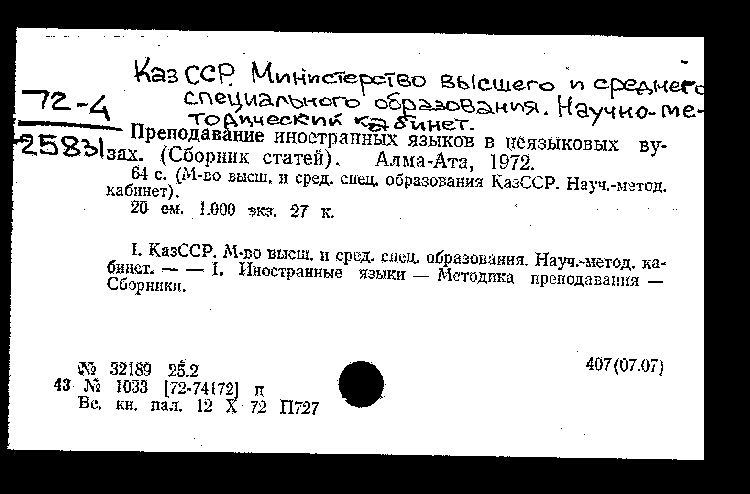 Каз ССР. Министерство высшего и среднего
специального образования. Научно-ме-
тодический кабинет.
72-4
25831
Преподавание иностранных языков в неязыковых ву-
зах. (Сборник статей). Алма-Ата, 1972.
64 с. (М-во высш. и сред. спец. образования КазССР. Науч.-метод.
кабинет).
20 см. 1.000 экз. 27 к.
I. КазССР. М-во высш. и сред. спец. образования. Науч.-метод. ка-
бинет. — — 1. Иностранные языки — Методика преподавания —
Сборники.
№ 32189 25.2
407(07.07)
43 № 1033 [72-74172] п
Вс. кн. пал. 12 X 72 П727